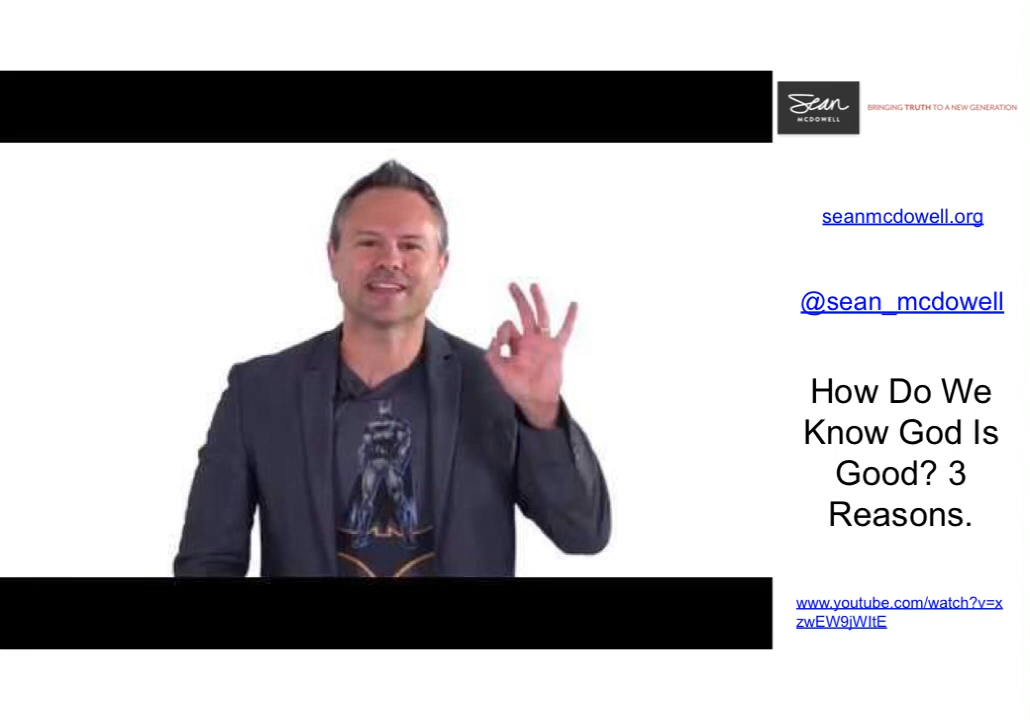 Sean
MCDOWELL
BRINGING TRUTH TO A NEW GENERATION
seanmcdowell.org
@sean_mcdowell
How Do We
Know God Is
Good? 3
Reasons.
www.youtube.com/watch?v=x
zwEW9jWItE